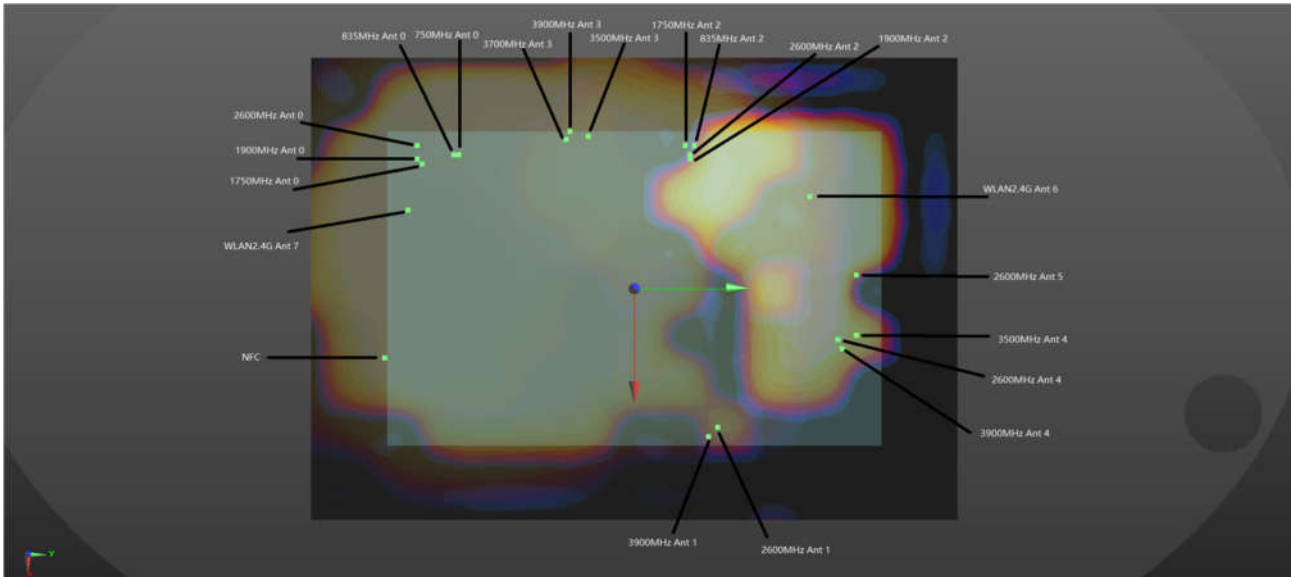 3900MHz Ant 3
1750MHz Ant 2
835MHz Ant 0
750MHz Ant 0
3700MHz Ant 3
3500MHz Ant 3
835MHz Ant 2
2600MHz Ant 2
1900MHz Ant 2
2600MHz Ant 0
1900MHz Ant 0
1750MHz Ant 0
WLAN2.4G Ant 6
WLAN2.4G Ant 7
2600MHz Ant 5
3500MHz Ant 4
NFC
2600MHz Ant 4
3900MHz Ant 4
3900MHz Ant 1
2600MHz Ant 1
y